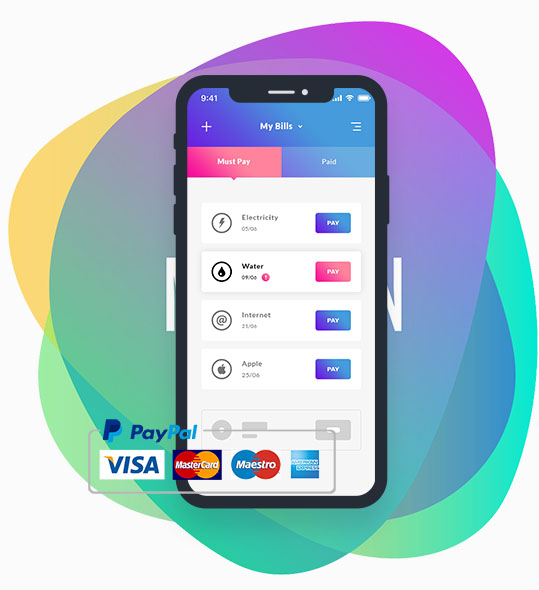 9:41
My Bills
Must Pay
Paid
Electricity
05/06
PAY
Water
09/06
PAY
Internet
21/06
PAY
Apple
25/06
PAY
PayPal
VISA
MasterCard
Maestro
AMERICAN
EXPRESS